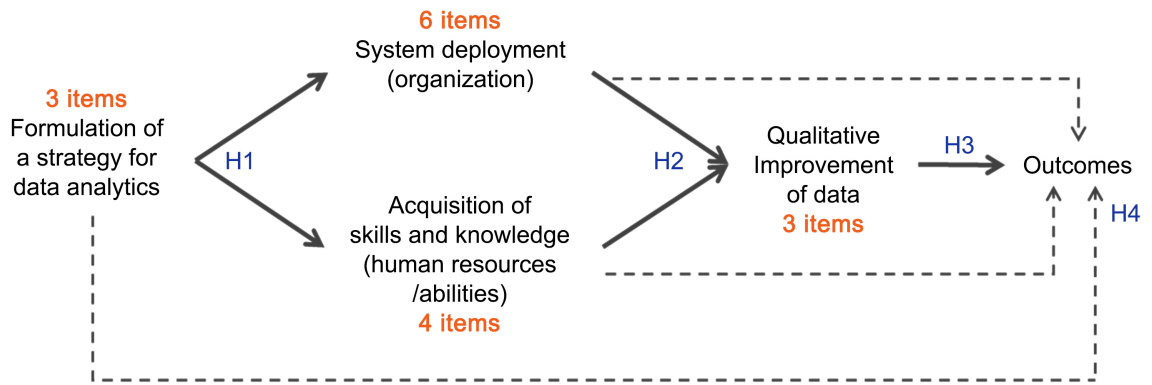 3 items
Formulation of
a strategy for
data analytics
H1
6 items
System deployment
(organization)
Acquisition of
skills and knowledge
(human resources
/abilities)
4 items
H2
Qualitative
Improvement
of data
3 items
H3
Outcomes
H4